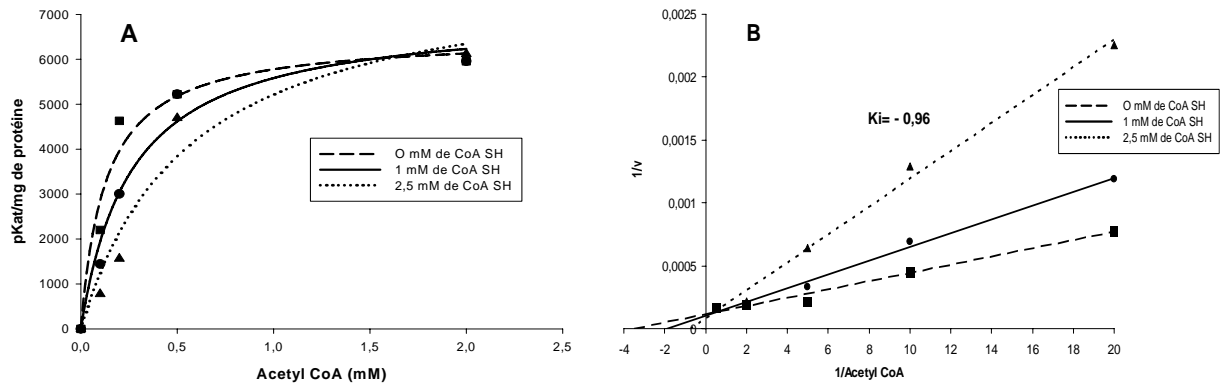 A
7000
6000
5000
4000
3000
2000
1000
0
pKat/mg de protéine
0,0
0,5
1,0
1,5
2,0
2,5
Acetyl CoA (mM)
O mM de CoA SH
1 mM de CoA SH
2,5 mM de CoA SH
B
0,0025
0,002
0,0015
0,001
0,0005
0
1/v
-4
-2
0
2
4
6
8
10
12
14
16
18
20
1/Acetyl CoA
Ki= - 0,96
O mM de CoA SH
1 mM de CoA SH
2,5 mM de CoA SH